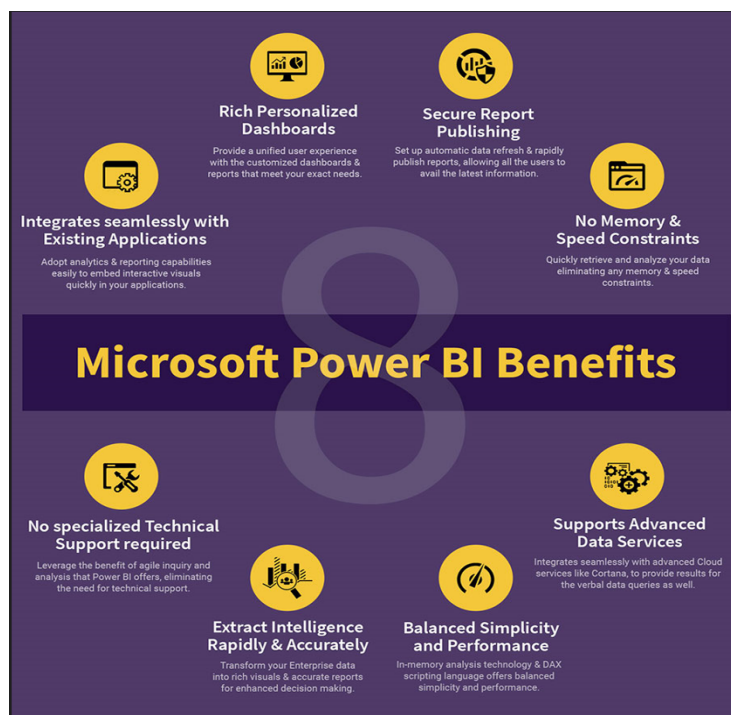 Rich Personalized
Dashboards
Provide a unified user experience
with the customized dashboards &
reports that meet your exact needs.
Secure Report
Publishing
Set up automatic data refresh & rapidly
publish reports, allowing all the users to
avail the latest information.
Integrates seamlessly with
Existing Applications
Adopt analytics & reporting capabilities
easily to embed interactive visuals
quickly in your applications.
No Memory &
Speed Constraints
Quickly retrieve and analyze your data
eliminating any memory & speed
constraints.
8
Microsoft Power BI Benefits
No specialized Technical
Support required
Leverage the benefit of agile inquiry and
analysis that Power BI offers, eliminating
the need for technical support.
Supports Advanced
Data Services
Integrates seamlessly with advanced Cloud
services like Cortana, to provide results for
the verbal data queries as well.
Extract Intelligence
Rapidly & Accurately
Transform your Enterprise data
into rich visuals & accurate reports
for enhanced decision making.
Balanced Simplicity
and Performance
In-memory analysis technology & DAX
scripting language offers balanced
simplicity and performance.